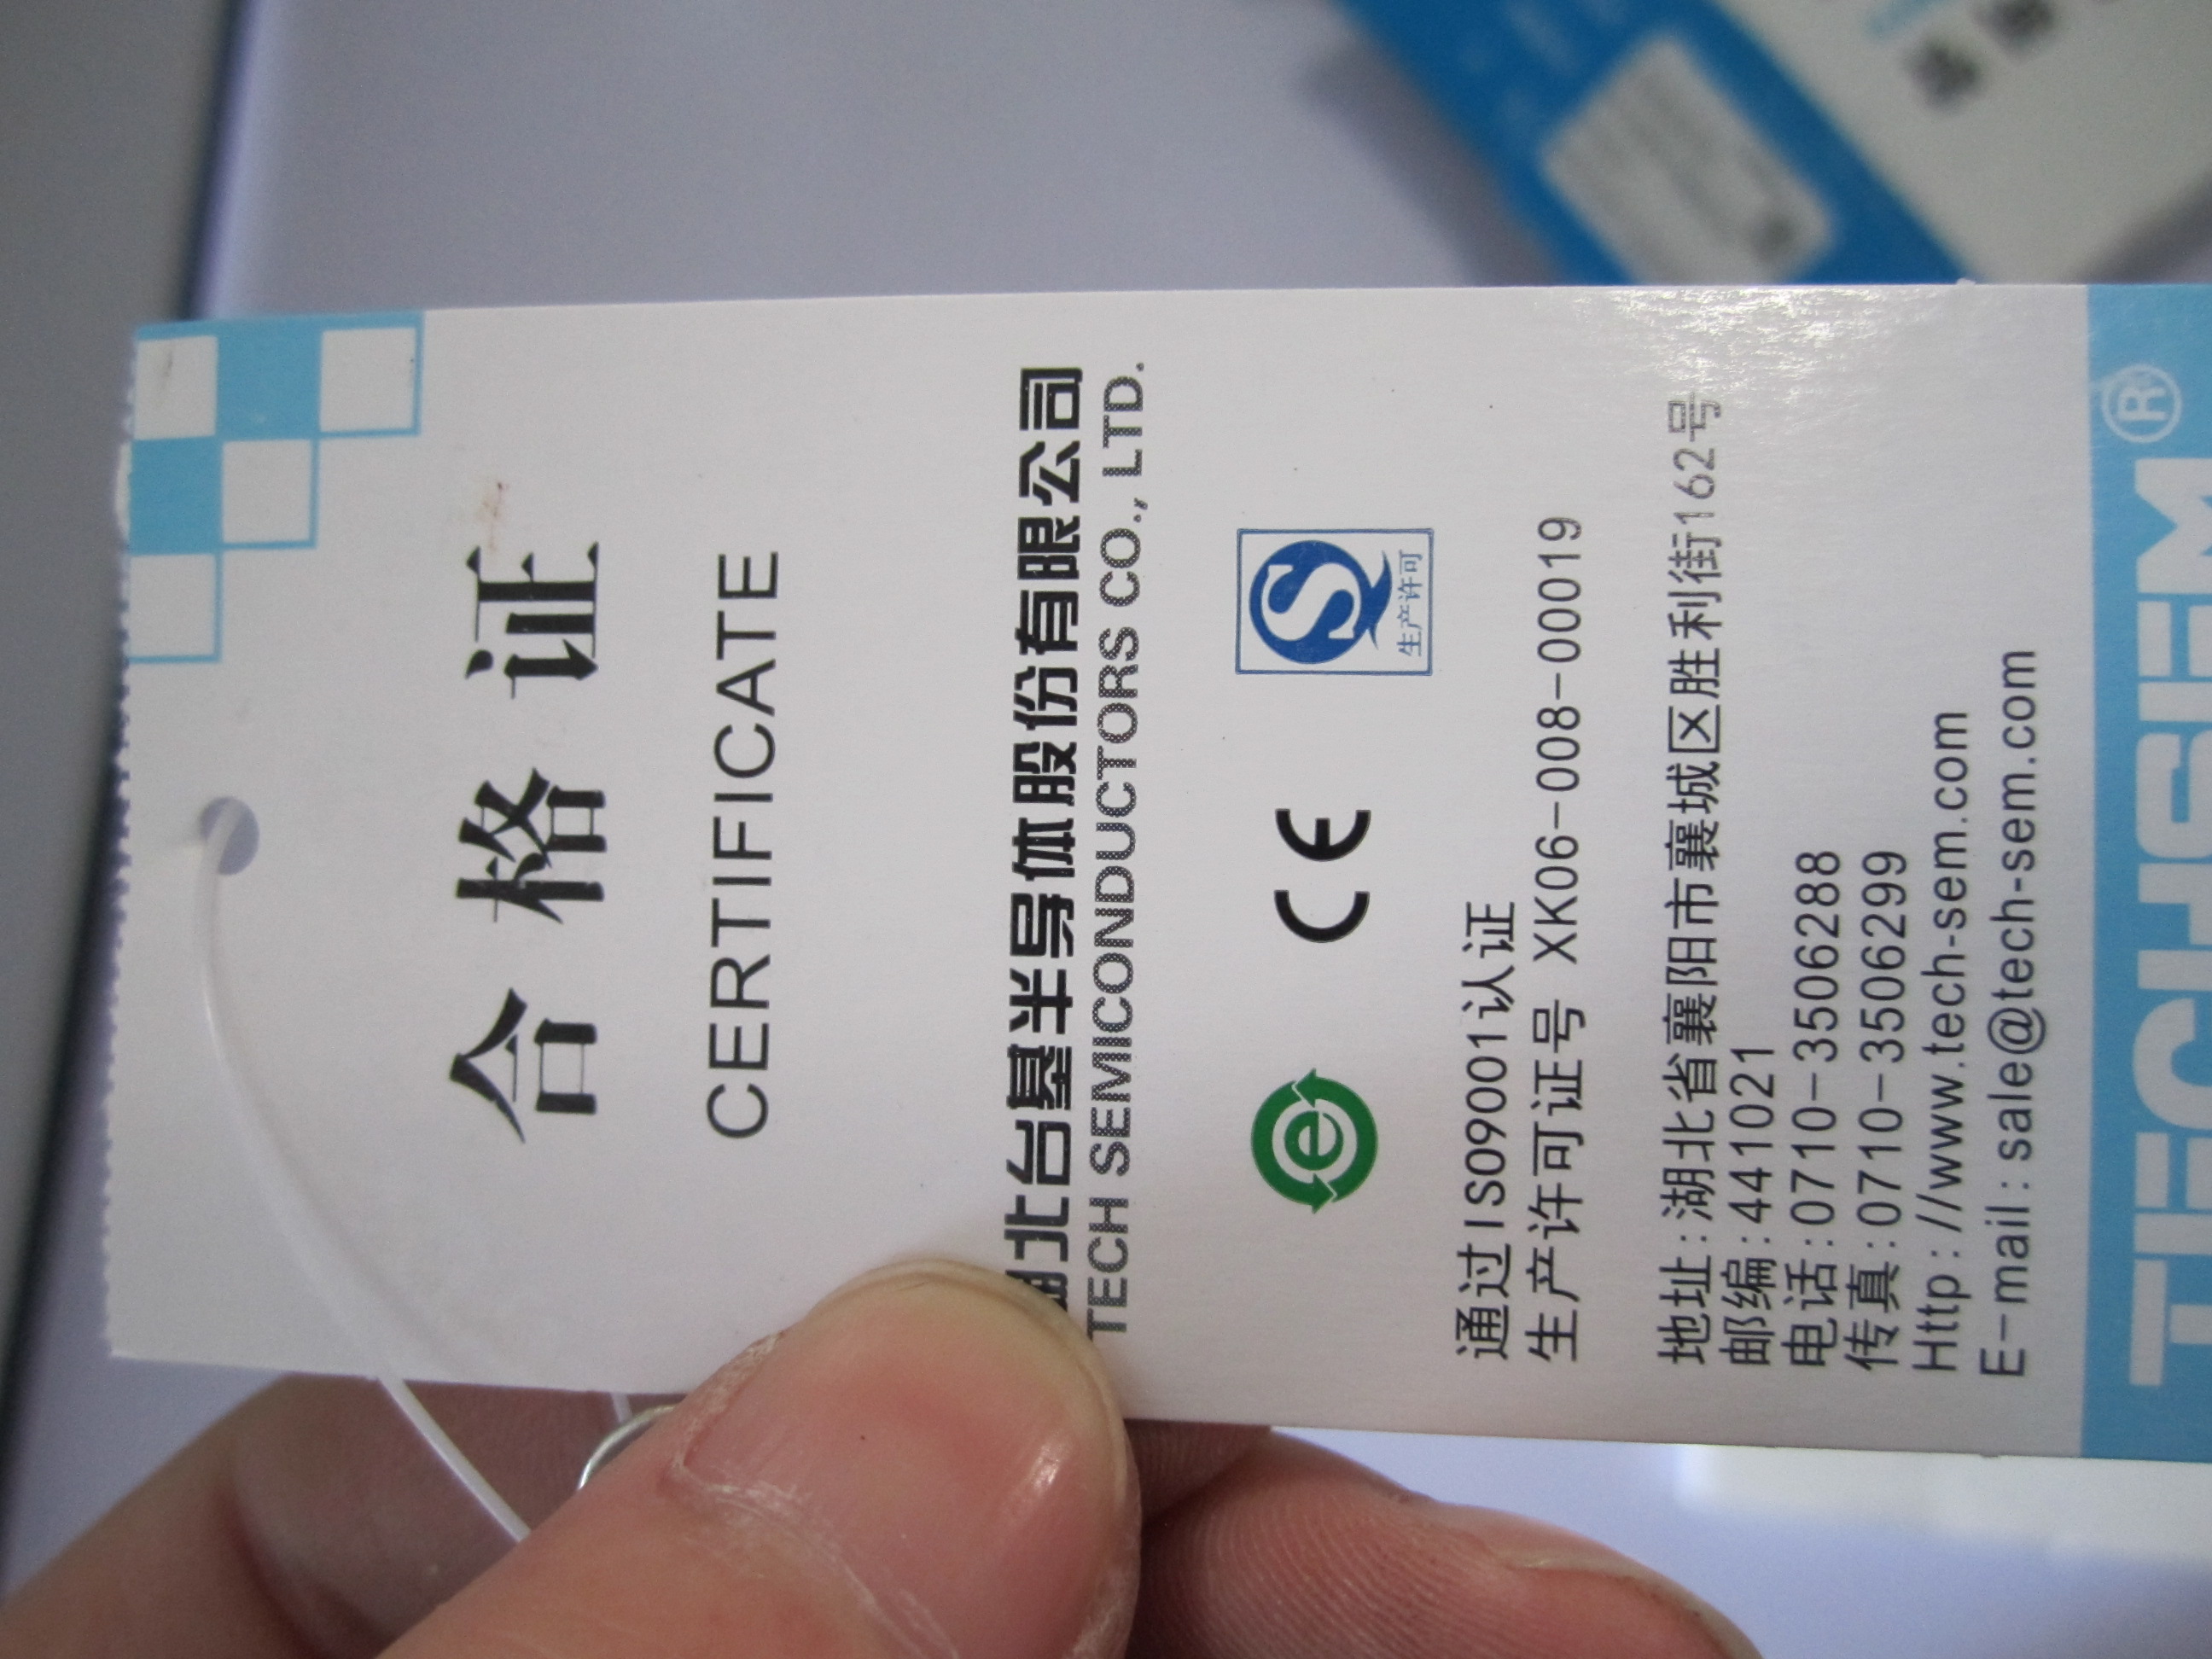 合格证
CERTIFICATE
湖北台基半导体股份有限公司
TECH SEMICONDUCTORS CO., LTD.
e
CE
QS
生产许可
通过ISO9001认证
生产许可证号 XK06-008-00019
地址:湖北省襄阳市襄城区胜利街162号
邮编:441021
电话:0710-3506288
传真:0710-3506299
Http://www.tech-sem.com
E-mail:sale@tech-sem.com
TECHSEM®